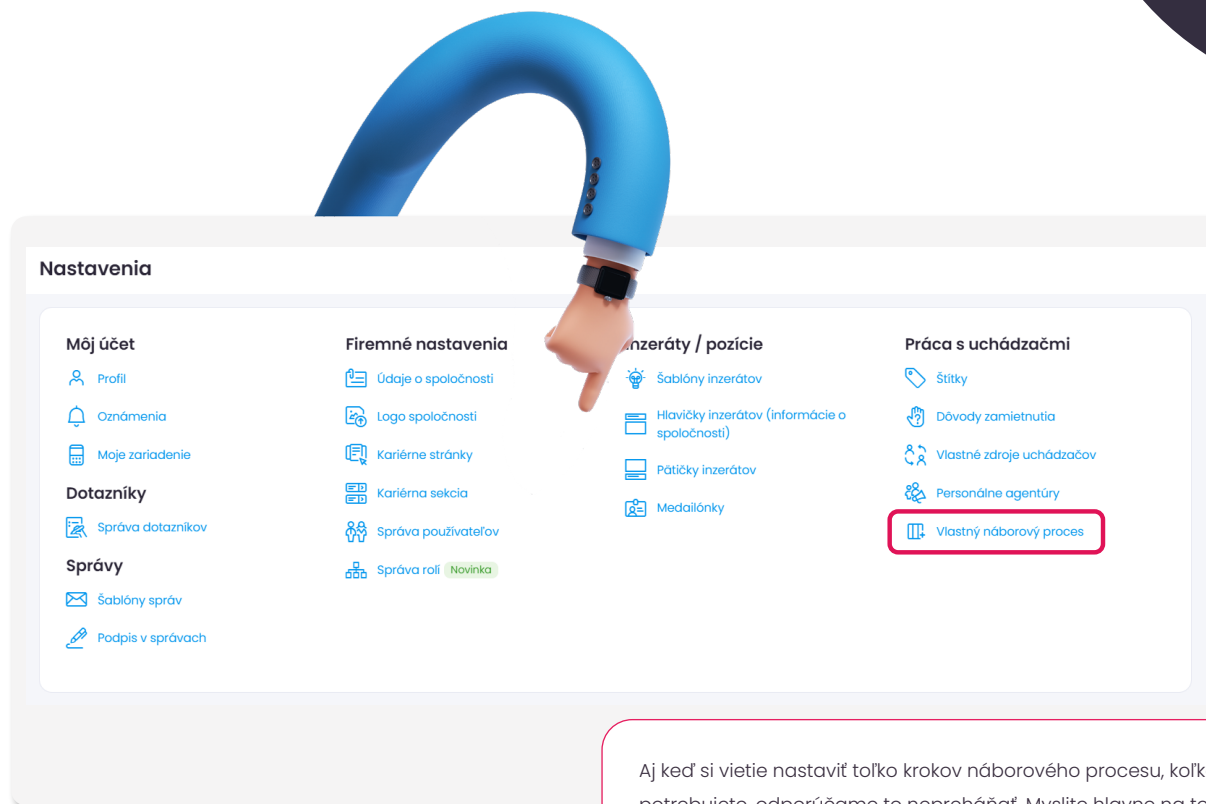 Nastavenia
Môj účet
Profil
Oznámenia
Moje zariadenie
Dotazníky
Správa dotazníkov
Správy
Šablóny správ
Podpis v správach
Firemné nastavenia
Údaje o spoločnosti
Logo spoločnosti
Kariérne stránky
Kariérna sekcia
Správa používateľov
Správa rolí Novinka
nzeráty / pozície
Šablóny inzerátov
Hlavičky inzerátov (informácie o
spoločnosti)
Pätičky inzerátov
Medailónky
Práca s uchádzačmi
Štítky
Dôvody zamietnutia
Vlastné zdroje uchádzačov
Personálne agentúry
Vlastný náborový proces
Aj keď si vietie nastaviť toľko krokov náborového procesu, koľk